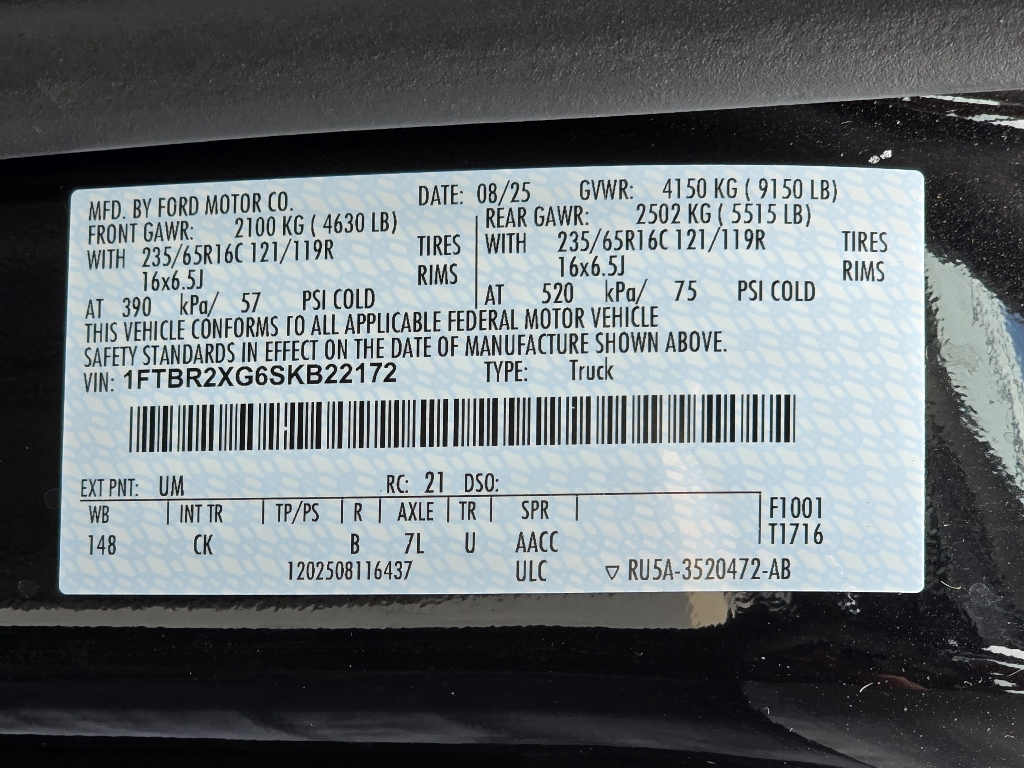 MFD. BY FORD MOTOR CO. DATE: 08/25 GVWR: 4150 KG ( 9150 LB)
FRONT GAWR: 2100 KG ( 4630 LB) REAR GAWR: 2502 KG ( 5515 LB)
WITH 235/65R16C 121/119R TIRES WITH 235/65R16C 121/119R TIRES
16x6.5J RIMS 16x6.5J RIMS
AT 390 kPa/ 57 PSI COLD AT 520 kPa/ 75 PSI COLD
THIS VEHICLE CONFORMS TO ALL APPLICABLE FEDERAL MOTOR VEHICLE
SAFETY STANDARDS IN EFFECT ON THE DATE OF MANUFACTURE SHOWN ABOVE.
VIN: 1FTBR2XG6SKB22172 TYPE: Truck
EXT PNT: UM RC: 21 DSO:
WB INT TR TP/PS R AXLE TR SPR F1001
148 CK B 7L U AACC T1716
1202508116437 ULC ▽ RU5A-3520472-AB